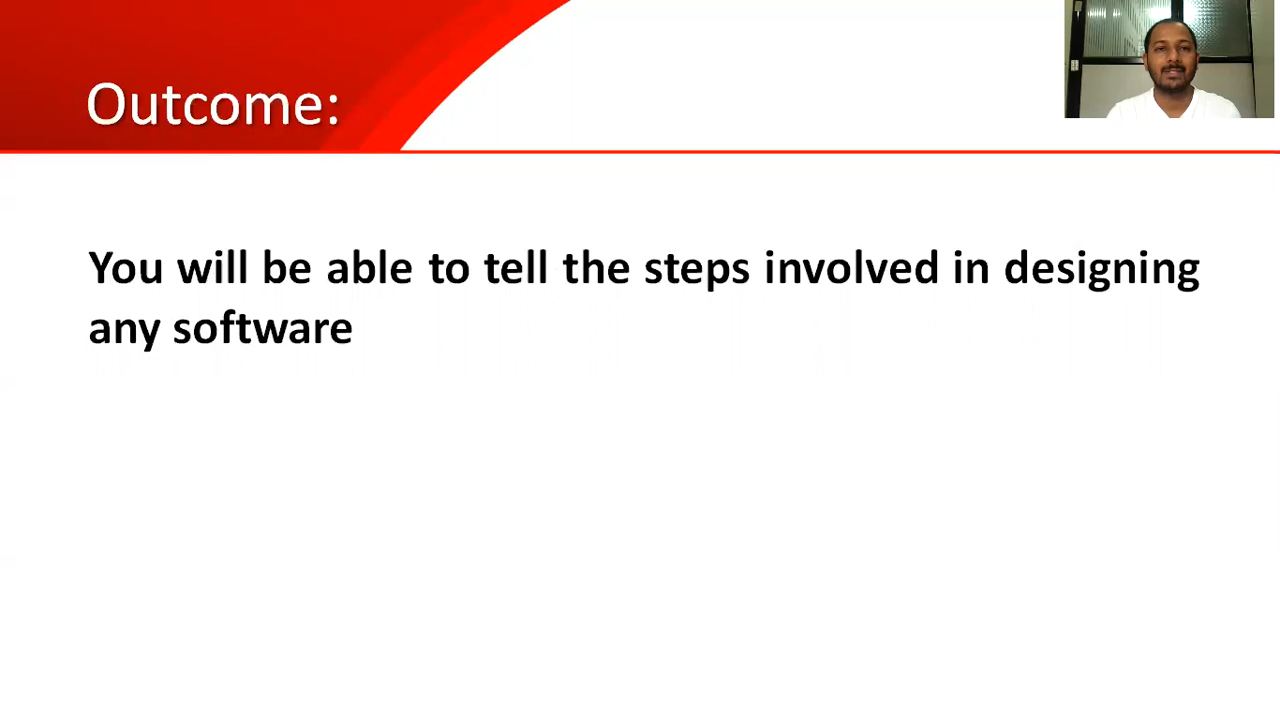 Outcome:
You will be able to tell the steps involved in designing
any software